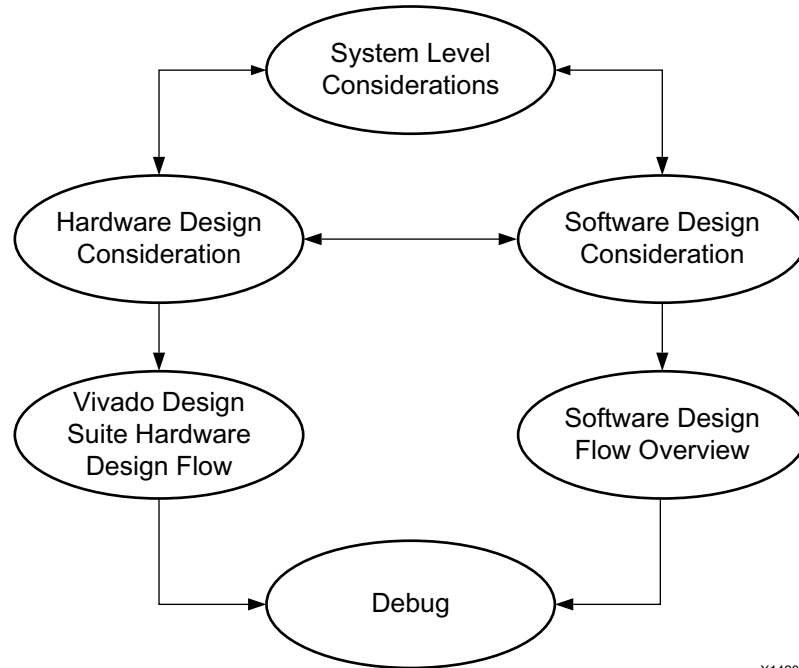 System Level
Considerations
Hardware Design
Consideration
Software Design
Consideration
Vivado Design
Suite Hardware
Design Flow
Software Design
Flow Overview
Debug